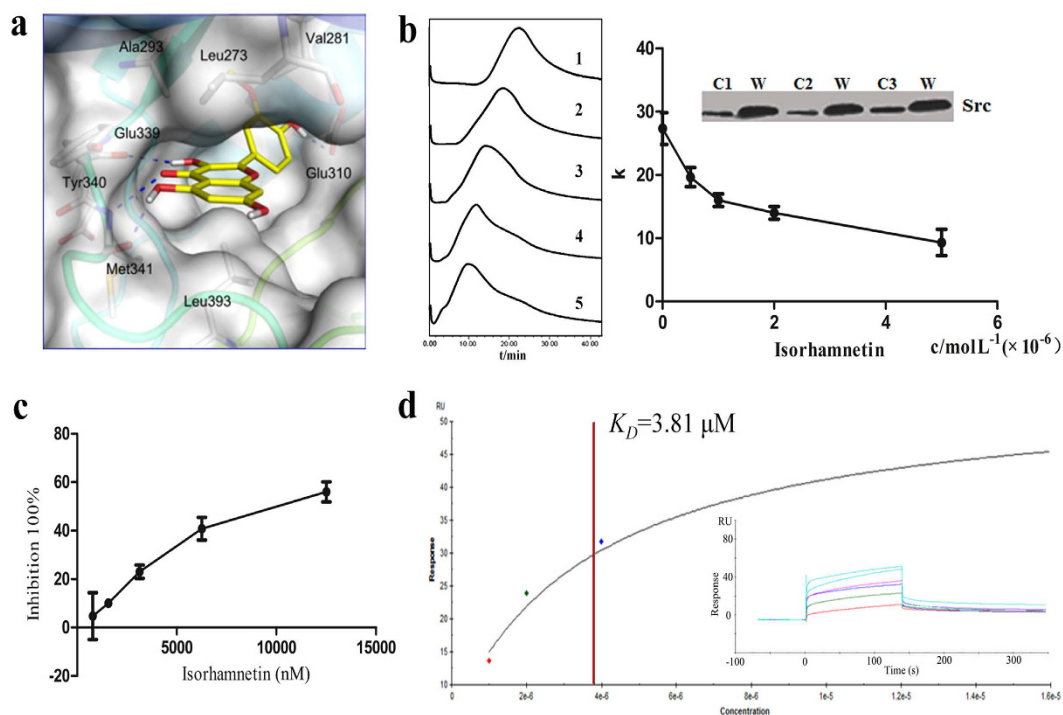 a
Ala293
Leu273
Val281
Glu339
Glu310
Tyr340
Met341
Leu393
b
1
2
3
4
5
0.00 10.00 20.00 30.00 40.00
t/min
C1 W C2 W C3 W
Src
40
30
20
10
0
k
0 2 4 6
Isorhamnetin c/molL⁻¹(×10⁻⁶)
c
80
60
40
20
0
-20
Inhibition 100%
5000 10000 15000
Isorhamnetin (nM)
d
RU
50
45
40
35
30
25
20
15
10
Response
K_D=3.81 μM
0 2e-6 4e-6 6e-6 8e-6 1e-5 1.2e-5 1.4e-5 1.6e-5
Concentration
RU
80
40
0
Response
-100 0 100 200 300
Time (s)